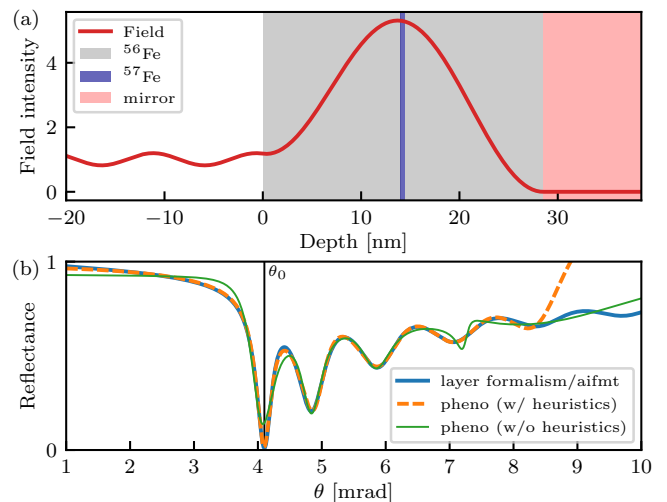 (a)
Field intensity
4
2
0
Field
⁵⁶Fe
⁵⁷Fe
mirror
−20 −10 0 10 20 30
Depth [nm]
(b)
Reflectance
1
0
θ₀
layer formalism/aifmt
pheno (w/ heuristics)
pheno (w/o heuristics)
1 2 3 4 5 6 7 8 9 10
θ [mrad]